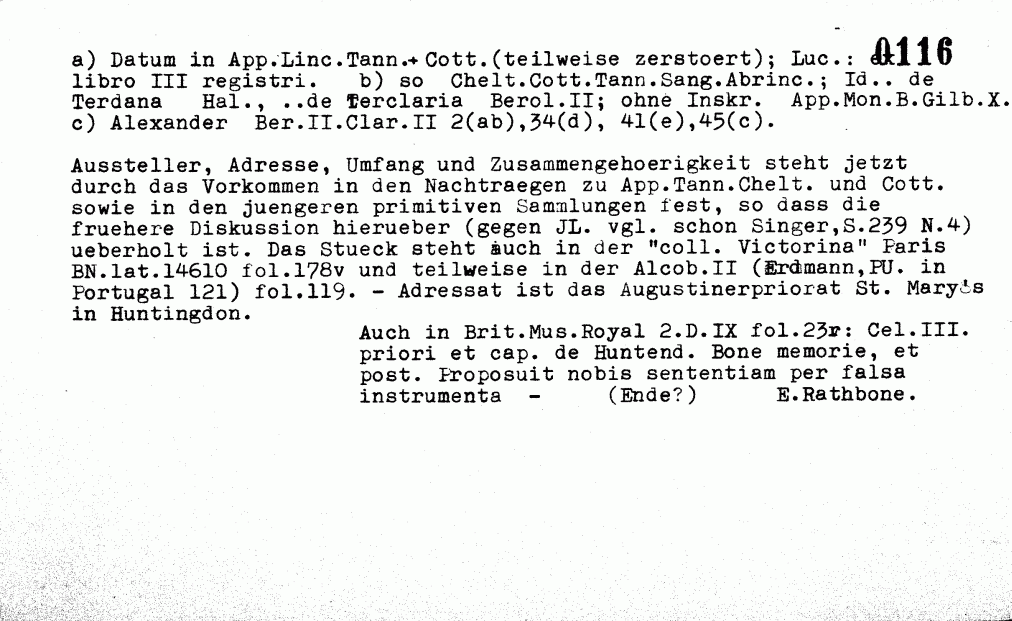 a) Datum in App.Linc.Tann.+ Cott.(teilweise zerstoert); Luc.: 0116
libro III registri. b) so Chelt.Cott.Tann.Sang.Abrinc.; Id.. de
Terdana Hal., ..de Terclaria Berol.II; ohne Inskr. App.Mon.B.Gilb.X.
c) Alexander Ber.II.Clar.II 2(ab),34(d), 41(e),45(c).
Aussteller, Adresse, Umfang und Zusammengehoerigkeit steht jetzt
durch das Vorkommen in den Nachtraegen zu App.Tann.Chelt. und Cott.
sowie in den juengeren primitiven Sammlungen fest, so dass die
fruehere Diskussion hierueber (gegen JL. vgl. schon Singer,S.239 N.4)
ueberholt ist. Das Stueck steht auch in der "coll. Victorina" Paris
BN.lat.14610 fol.178v und teilweise in der Alcob.II (Erdmann,PU. in
Portugal 121) fol.119. - Adressat ist das Augustinerpriorat St. Mary's
in Huntingdon.
Auch in Brit.Mus.Royal 2.D.IX fol.23r: Cel.III.
priori et cap. de Huntend. Bone memorie, et
post. Proposuit nobis sententiam per falsa
instrumenta - (Ende?) E.Rathbone.